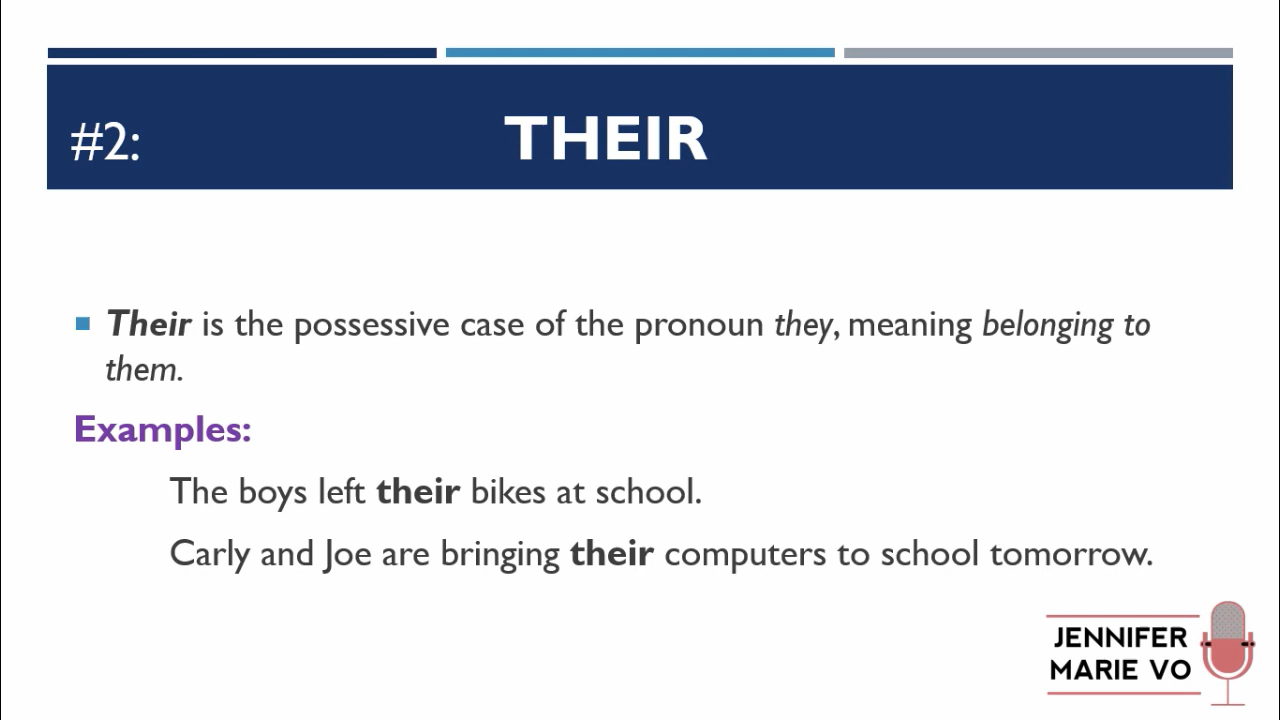 #2: THEIR
Their is the possessive case of the pronoun they, meaning belonging to
them.
Examples:
The boys left their bikes at school.
Carly and Joe are bringing their computers to school tomorrow.
JENNIFER
MARIE VO